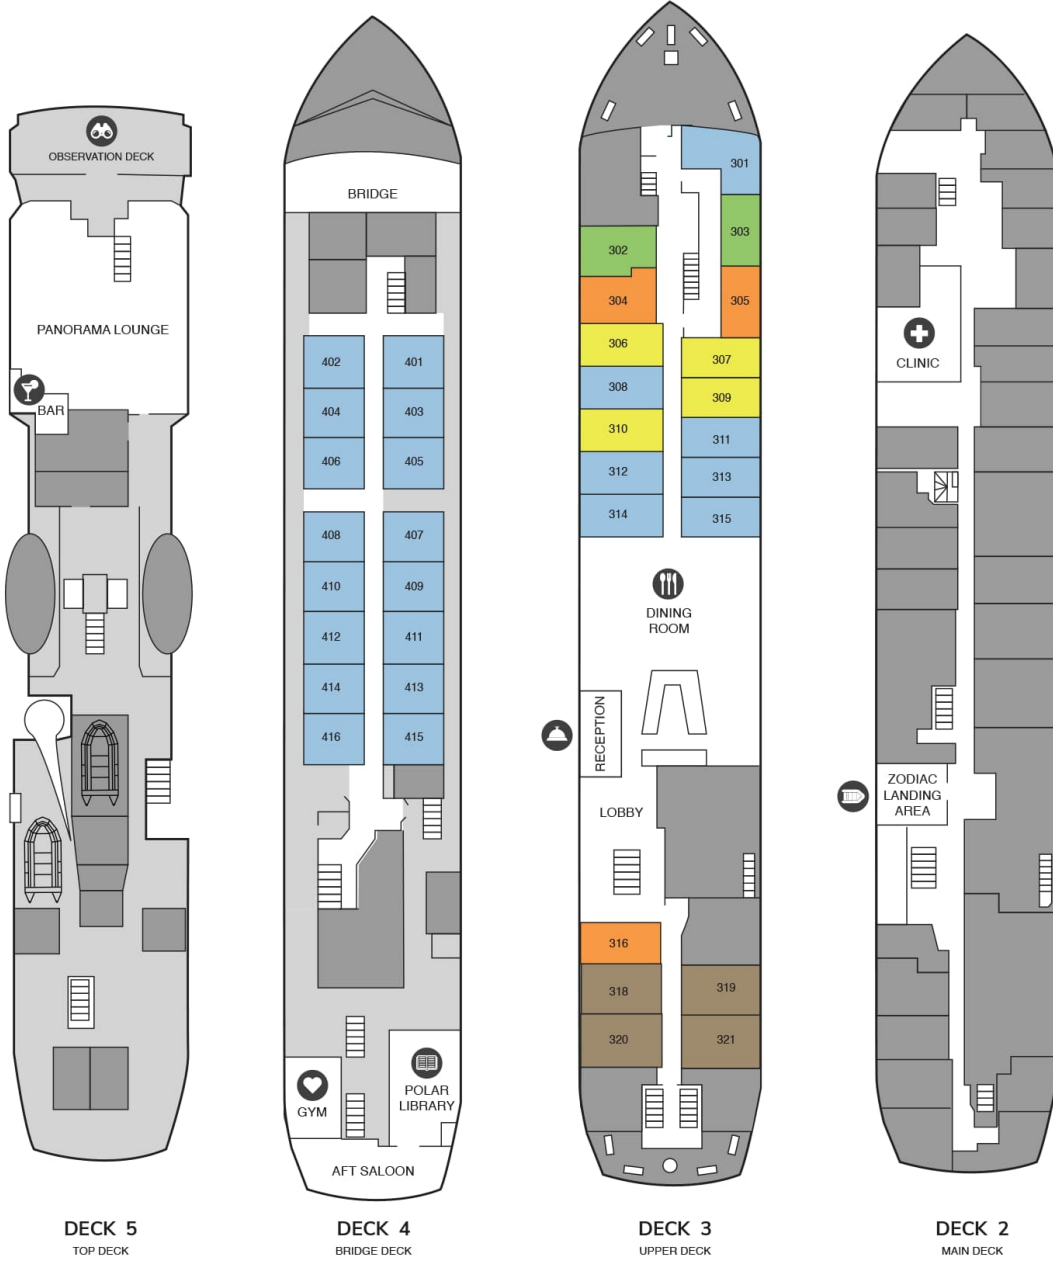 OBSERVATION DECK
PANORAMA LOUNGE
BAR
DECK 5
TOP DECK
BRIDGE
402
401
404
403
406
405
408
407
410
409
412
411
414
413
416
415
GYM
POLAR
LIBRARY
AFT SALOON
DECK 4
BRIDGE DECK
301
302
303
304
305
306
307
308
309
310
311
312
313
314
315
DINING
ROOM
RECEPTION
LOBBY
316
318
319
320
321
DECK 3
UPPER DECK
CLINIC
ZODIAC
LANDING
AREA
DECK 2
MAIN DECK